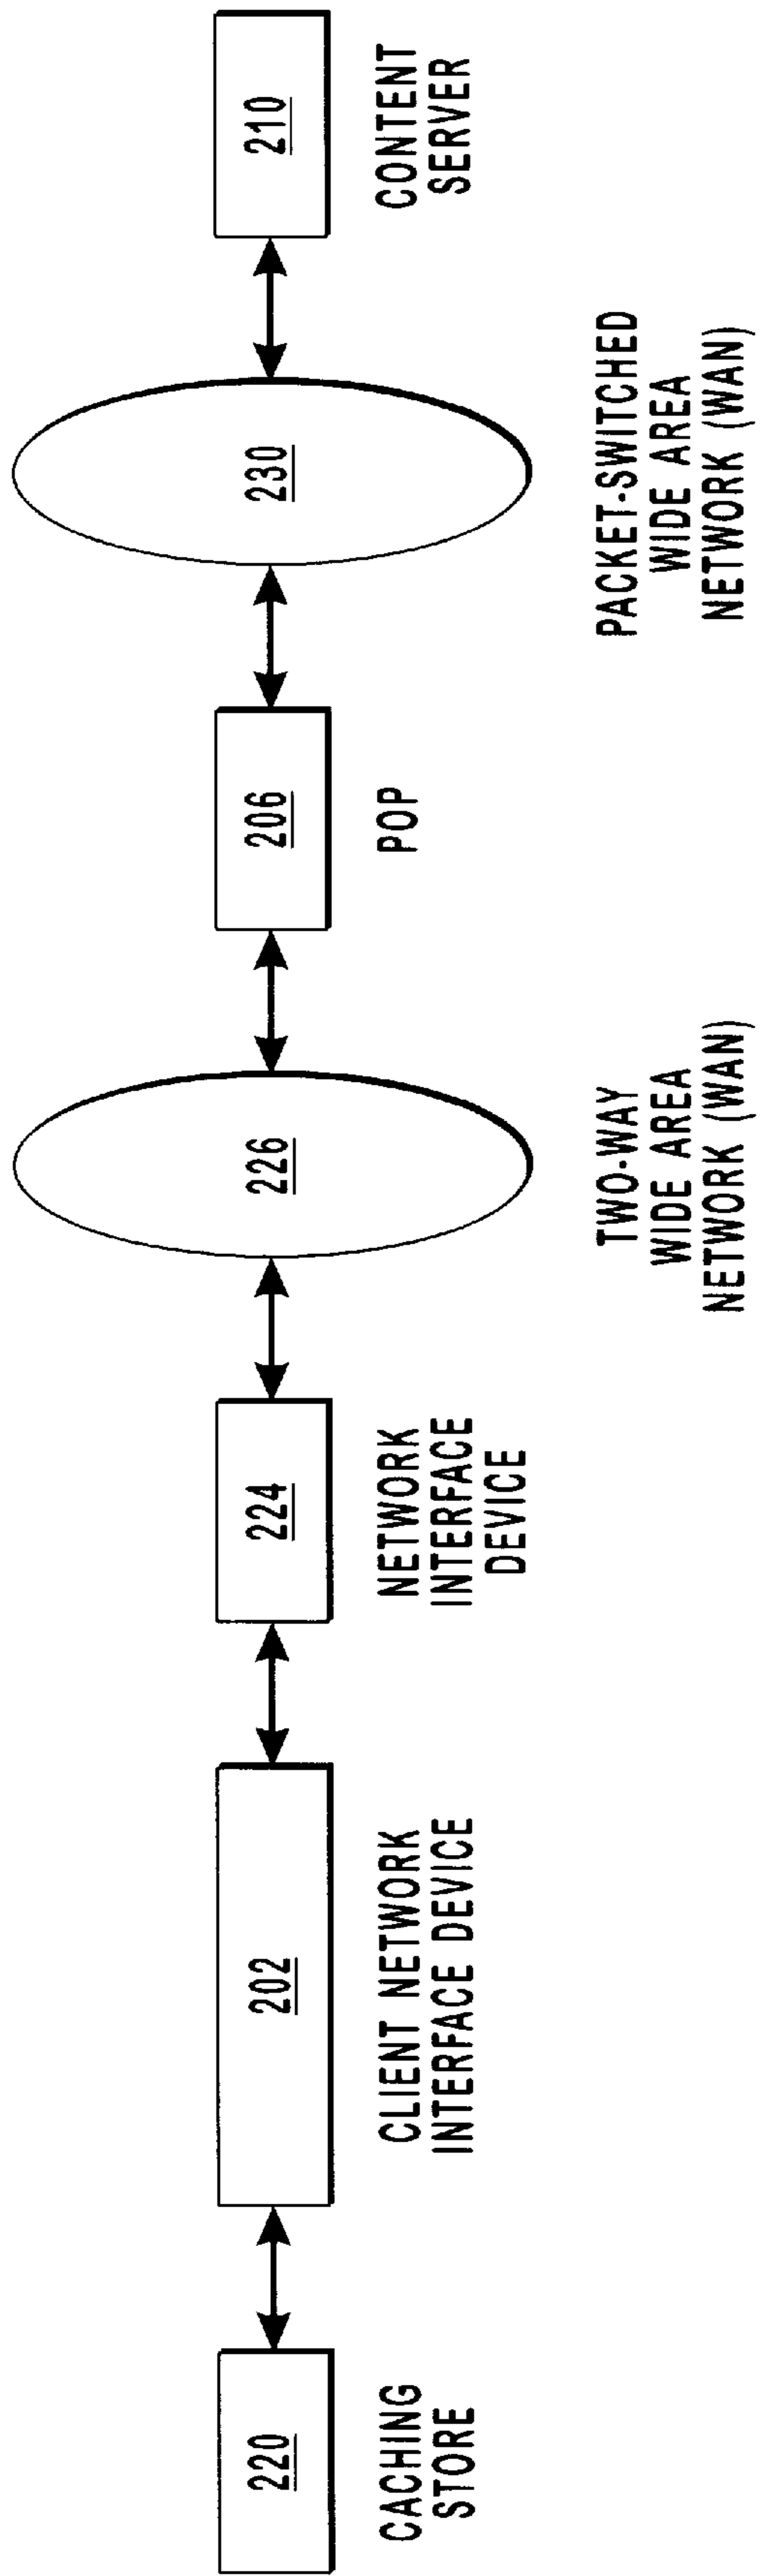 220
CACHING
STORE
202
CLIENT NETWORK
INTERFACE DEVICE
224
NETWORK
INTERFACE
DEVICE
226
TWO-WAY
WIDE AREA
NETWORK (WAN)
206
POP
230
PACKET-SWITCHED
WIDE AREA
NETWORK (WAN)
210
CONTENT
SERVER